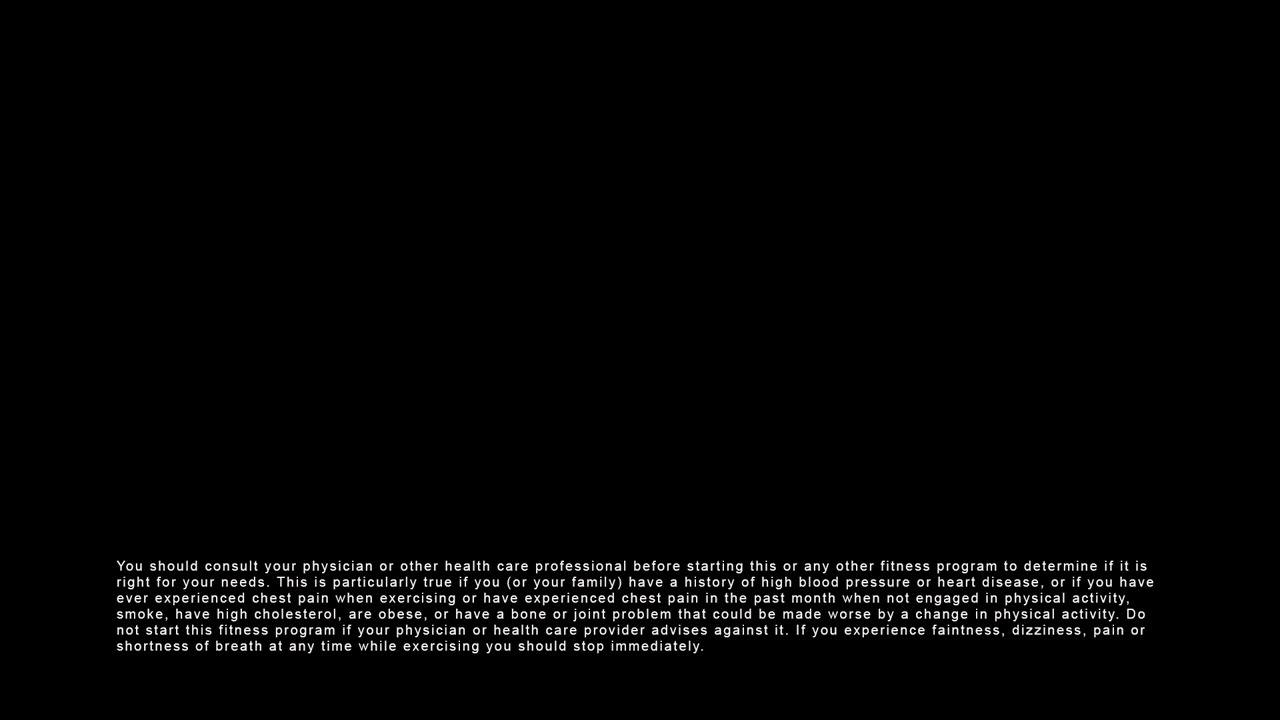 You should consult your physician or other health care professional before starting this or any other fitness program to determine if it is
right for your needs. This is particularly true if you (or your family) have a history of high blood pressure or heart disease, or if you have
ever experienced chest pain when exercising or have experienced chest pain in the past month when not engaged in physical activity,
smoke, have high cholesterol, are obese, or have a bone or joint problem that could be made worse by a change in physical activity. Do
not start this fitness program if your physician or health care provider advises against it. If you experience faintness, dizziness, pain or
shortness of breath at any time while exercising you should stop immediately.